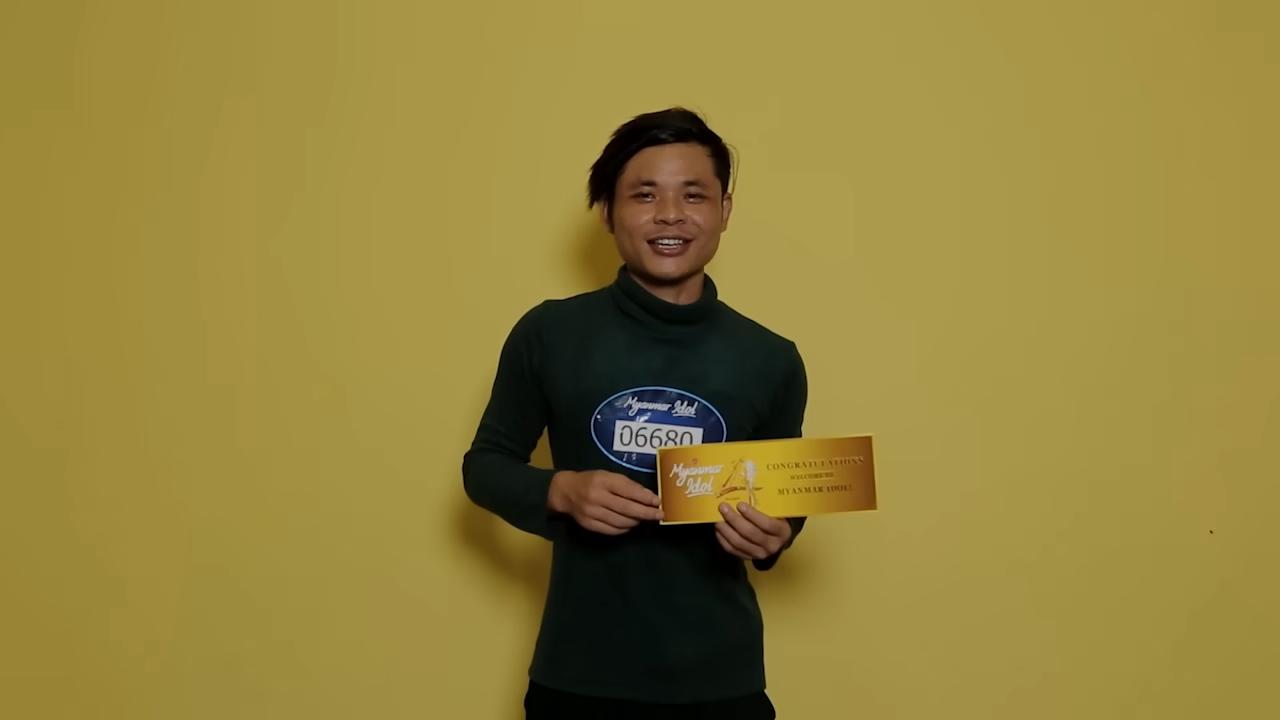 Myanmar Idol
06680
Myanmar
Idol
CONGRATULATIONS
WELCOME TO
MYANMAR IDOL!